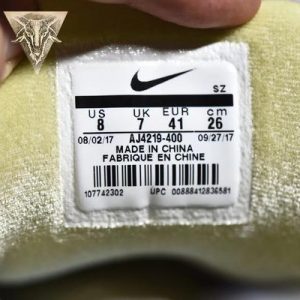 SZ
US UK EUR cm
8 7 41 26
08/02/17 AJ4219-400 09/27/17
MADE IN CHINA
FABRIQUE EN CHINE
107742302 UPC 00888412836581